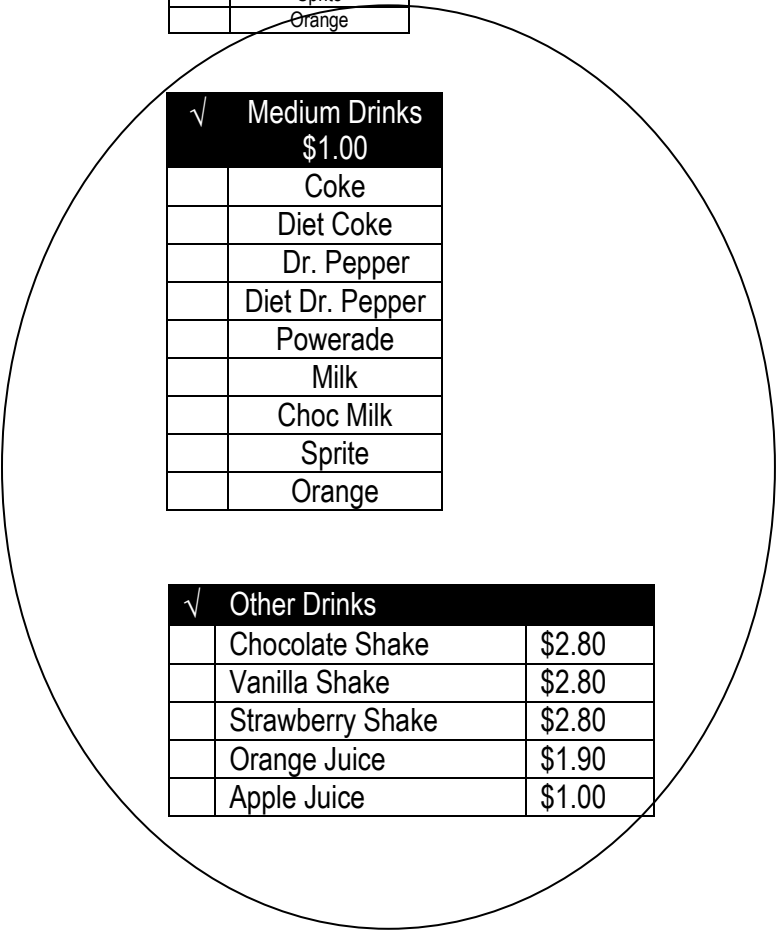 Sprite
Orange
√ Medium Drinks
$1.00
Coke
Diet Coke
Dr. Pepper
Diet Dr. Pepper
Powerade
Milk
Choc Milk
Sprite
Orange
√ Other Drinks
Chocolate Shake $2.80
Vanilla Shake $2.80
Strawberry Shake $2.80
Orange Juice $1.90
Apple Juice $1.00